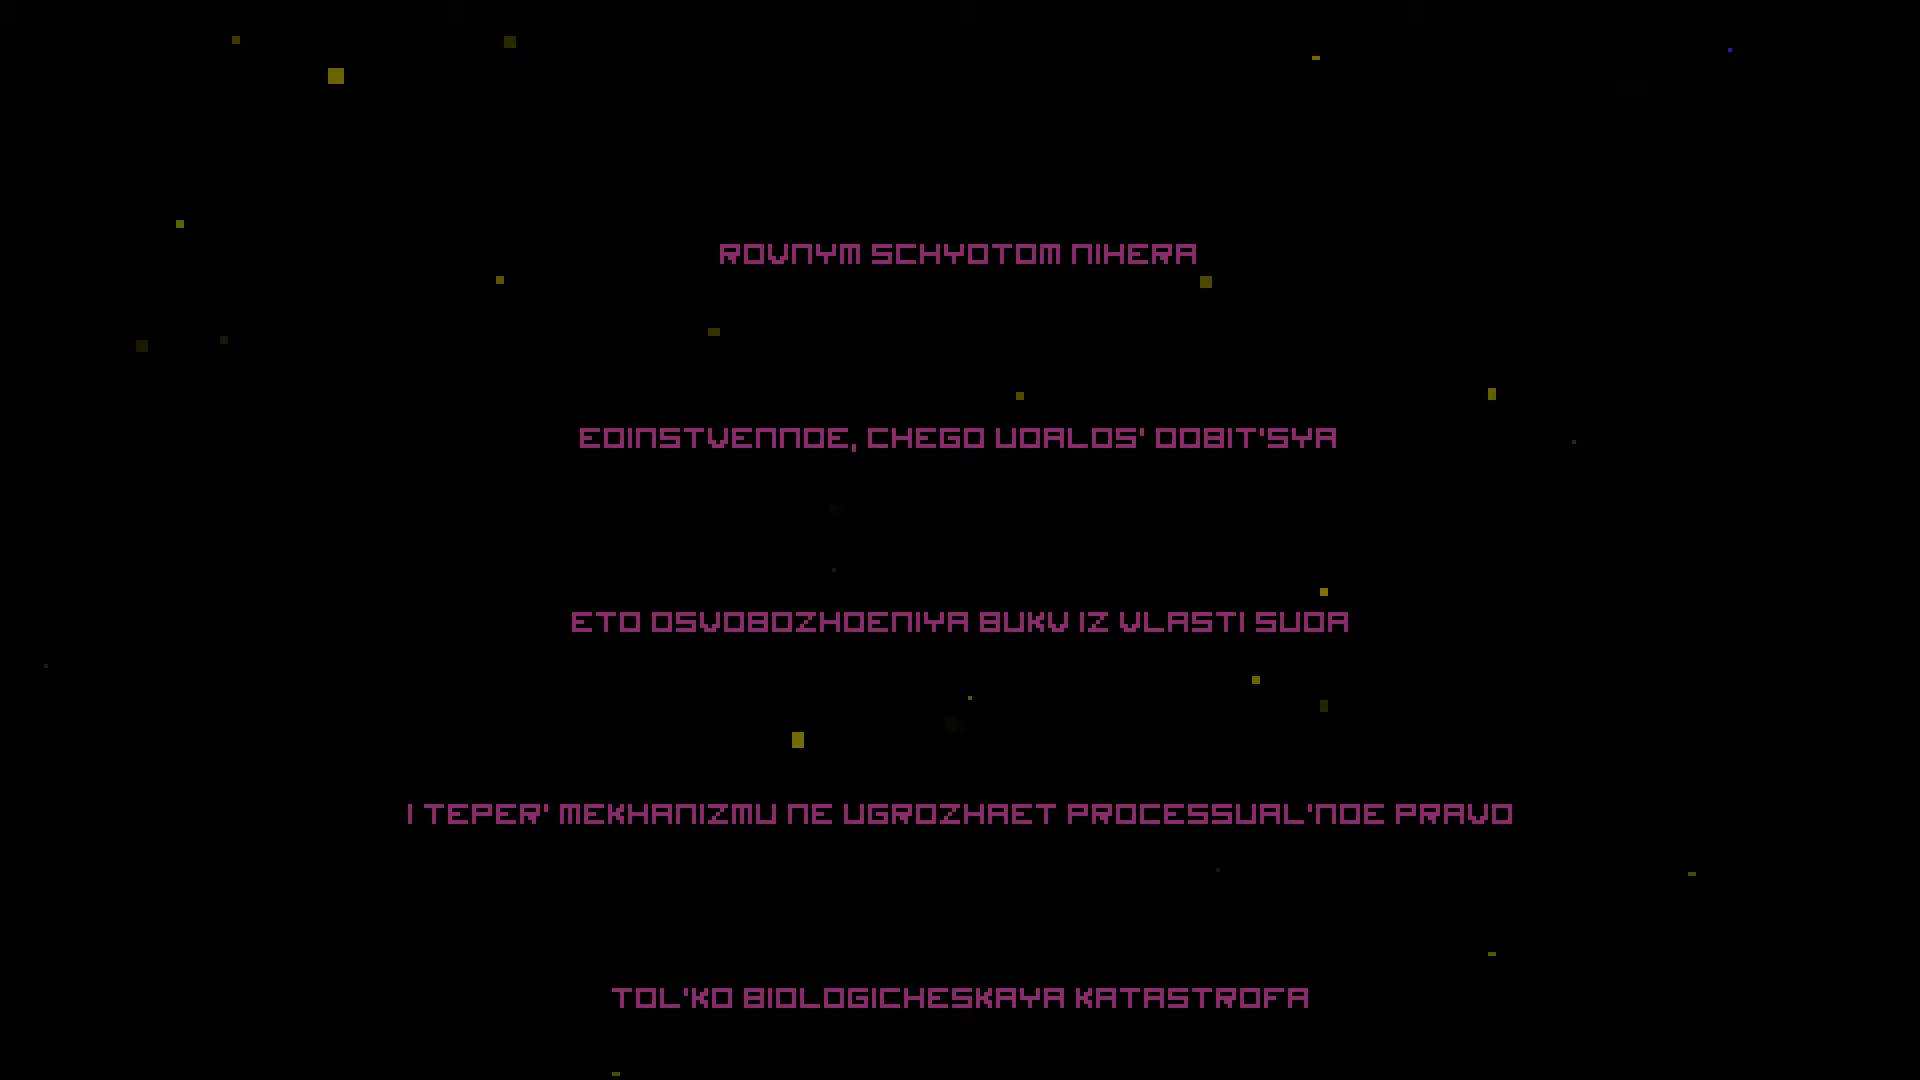 ROVNYM SCHYOTOM NIHERA
EDINSTVENNOE, CHEGO UDALOS' DOBIT'SYA
ETO OSVOBOZHDENIYA BUKV IZ VLASTI SUDA
I TEPER' MEKHANIZMU NE UGROZHAET PROCESSUAL'NOE PRAVO
TOL'KO BIOLOGICHESKAYA KATASTROFA